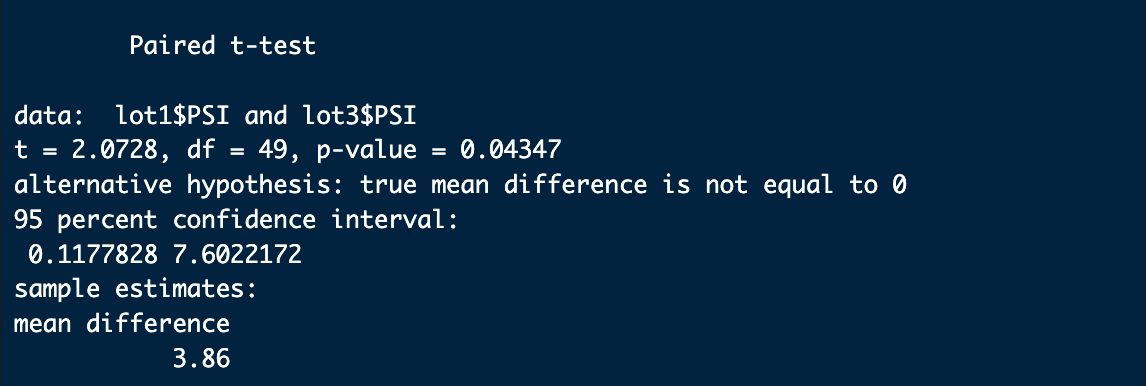 Paired t-test
data:  lot1$PSI and lot3$PSI
t = 2.0728, df = 49, p-value = 0.04347
alternative hypothesis: true mean difference is not equal to 0
95 percent confidence interval:
 0.1177828 7.6022172
sample estimates:
mean difference
3.86